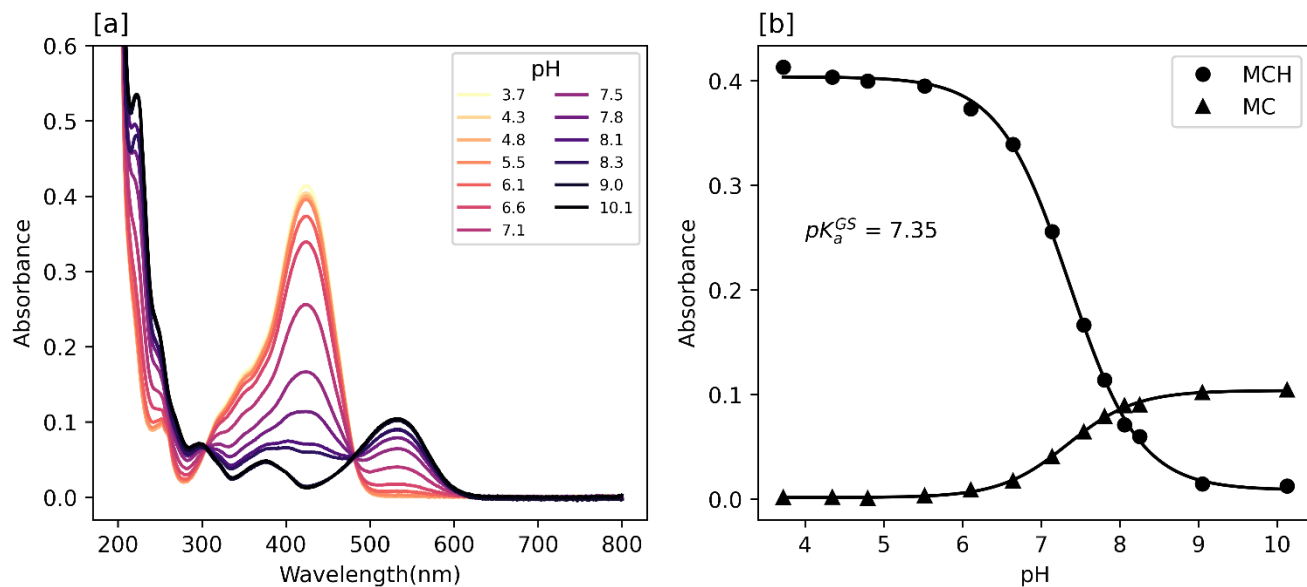 [a]
0.6
0.5
0.4
0.3
0.2
0.1
0.0
Absorbance
200 300 400 500 600 700 800
Wavelength(nm)
pH
3.7 7.5
4.3 7.8
4.8 8.1
5.5 8.3
6.1 9.0
6.6 10.1
7.1
[b]
0.4
0.3
0.2
0.1
0.0
Absorbance
4 5 6 7 8 9 10
pH
MCH
MC
pK_a^{GS} = 7.35